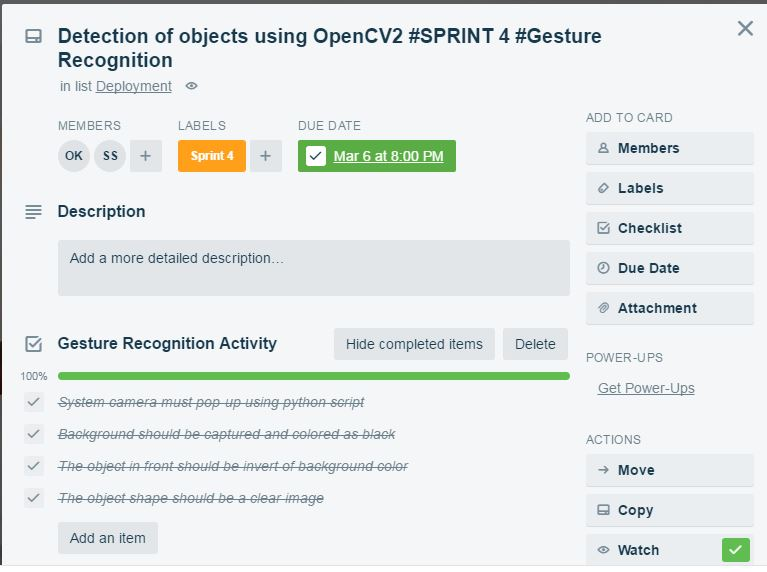 Detection of objects using OpenCV2 #SPRINT 4 #Gesture
Recognition
in list Deployment
MEMBERS
LABELS
DUE DATE
OK
SS
+
Sprint 4
+
Mar 6 at 8:00 PM
Description
Add a more detailed description…
Gesture Recognition Activity
Hide completed items
Delete
100%
System camera must pop-up using python script
Background should be captured and colored as black
The object in front should be invert of background color
The object shape should be a clear image
Add an item
ADD TO CARD
Members
Labels
Checklist
Due Date
Attachment
POWER-UPS
Get Power-Ups
ACTIONS
Move
Copy
Watch